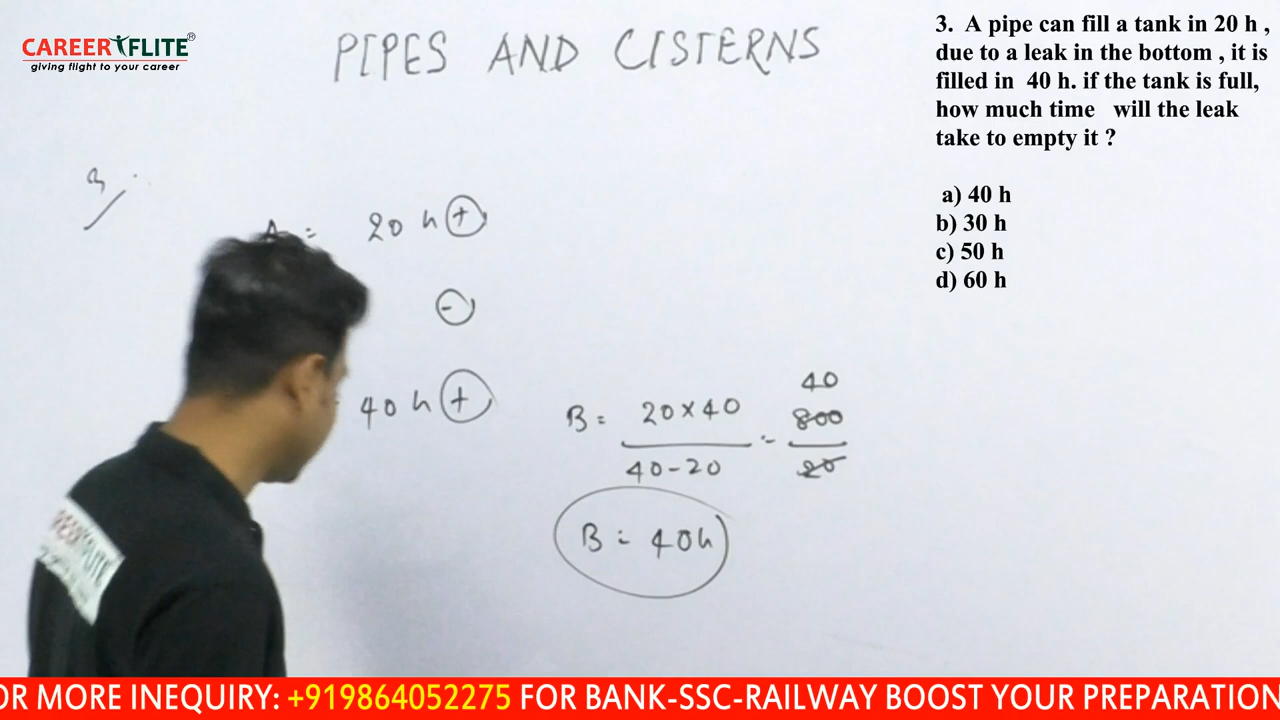 CAREER FLITE®
giving flight to your career
PIPES AND CISTERNS
3. A pipe can fill a tank in 20 h ,
due to a leak in the bottom , it is
filled in 40 h. if the tank is full,
how much time will the leak
take to empty it ?
a) 40 h
b) 30 h
c) 50 h
d) 60 h
3
A = 20 h +
-
40 h +
B = 20×40 / 40-20 = 800 / 20
40
B = 40h
OR MORE INEQUIRY: +919864052275 FOR BANK-SSC-RAILWAY BOOST YOUR PREPARATION